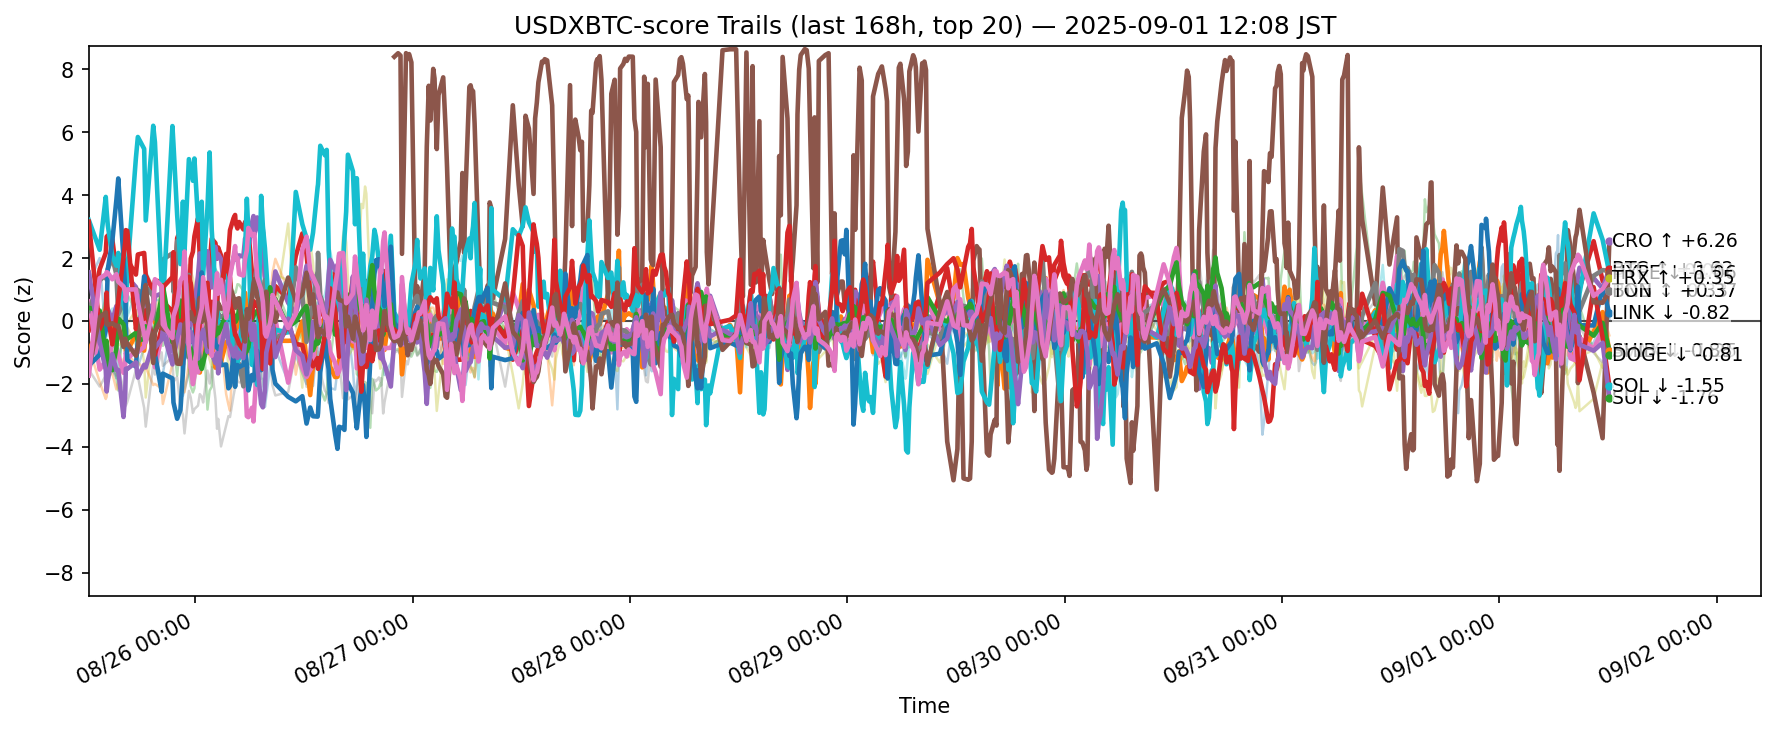 USDXBTC-score Trails (last 168h, top 20) — 2025-09-01 12:08 JST
Score (z)
8
6
4
2
0
−2
−4
−6
−8
CRO ↑ +6.26
TRX ↑ +0.35
LINK ↓ -0.82
DOGE ↓ -0.81
SOL ↓ -1.55
SUI ↓ -1.76
08/26 00:00
08/27 00:00
08/28 00:00
08/29 00:00
08/30 00:00
08/31 00:00
09/01 00:00
09/02 00:00
Time